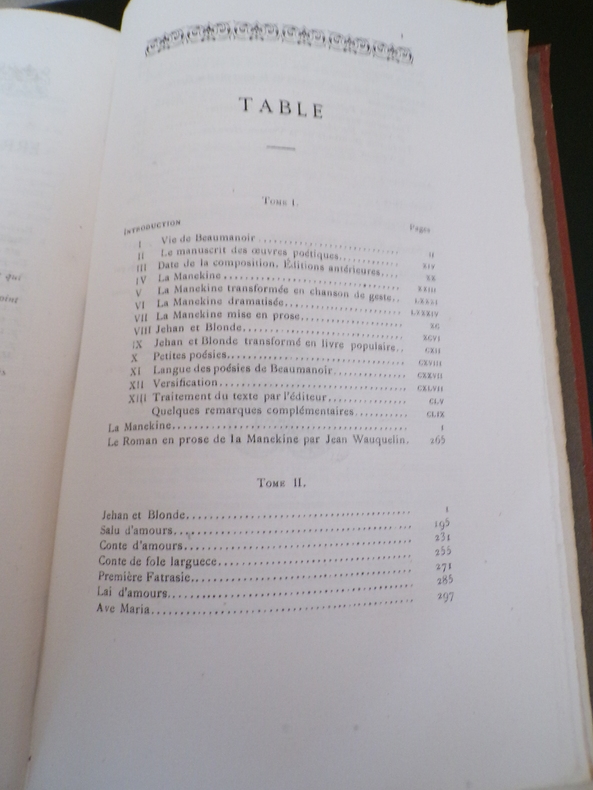 TABLE
TOME I.
INTRODUCTION Pages
I Vie de Beaumanoir ........ II
II Le manuscrit des œuvres poétiques........ XIV
III Date de la composition. Éditions antérieures.... XX
IV La Manekine........ XXIII
V La Manekine transformée en chanson de geste.. LXXXI
VI La Manekine dramatisée........ LXXXIV
VII La Manekine mise en prose........ XC
VIII Jehan et Blonde........ XCVI
IX Jehan et Blonde transformé en livre populaire.. CXII
X Petites poésies........ CXVIII
XI Langue des poésies de Beaumanoir........ CXXVII
XII Versification........ CXLVII
XIII Traitement du texte par l'éditeur........ CLV
Quelques remarques complémentaires........ CLIX
La Manekine........ 1
Le Roman en prose de la Manekine par Jean Wauquelin. 265
TOME II.
Jehan et Blonde........ 1
Salu d'amours........ 195
Conte d'amours........ 231
Conte de fole larguece........ 255
Première Fatrasie........ 271
Lai d'amours........ 285
Ave Maria........ 297
qui